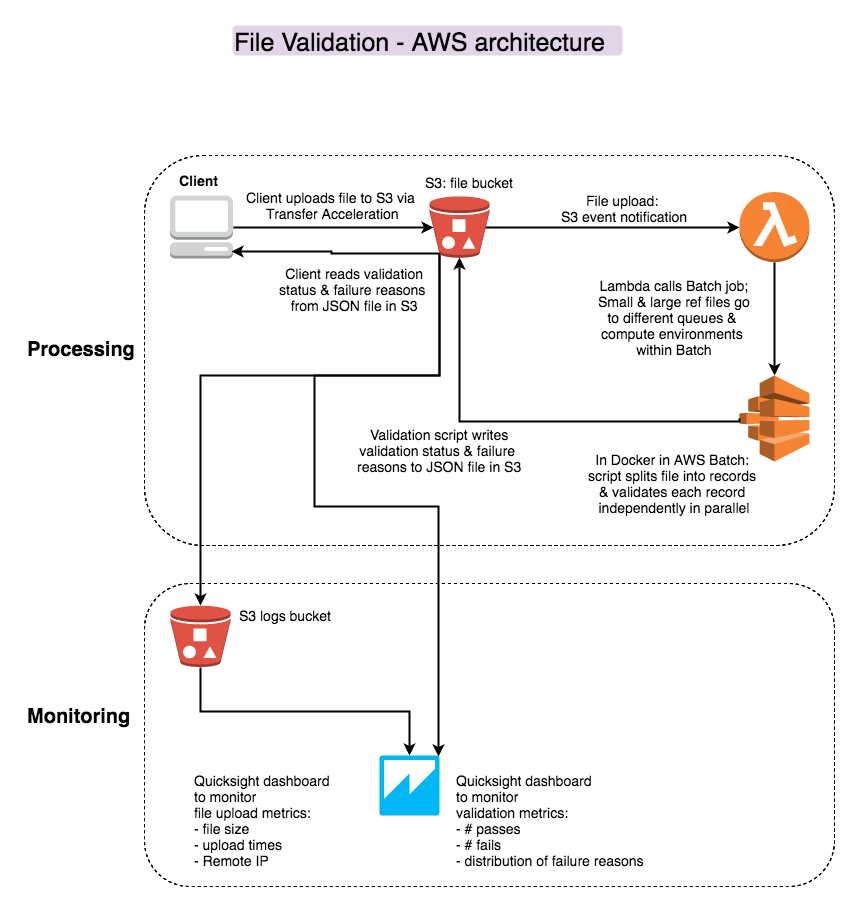 File Validation - AWS architecture
Client
Client uploads file to S3 via
Transfer Acceleration
S3: file bucket
File upload:
S3 event notification
Client reads validation
status & failure reasons
from JSON file in S3
Lambda calls Batch job;
Small & large ref files go
to different queues &
compute environments
within Batch
Processing
Validation script writes
validation status & failure
reasons to JSON file in S3
In Docker in AWS Batch:
script splits file into records
& validates each record
independently in parallel
S3 logs bucket
Monitoring
Quicksight dashboard
to monitor
file upload metrics:
- file size
- upload times
- Remote IP
Quicksight dashboard
to monitor
validation metrics:
- # passes
- # fails
- distribution of failure reasons